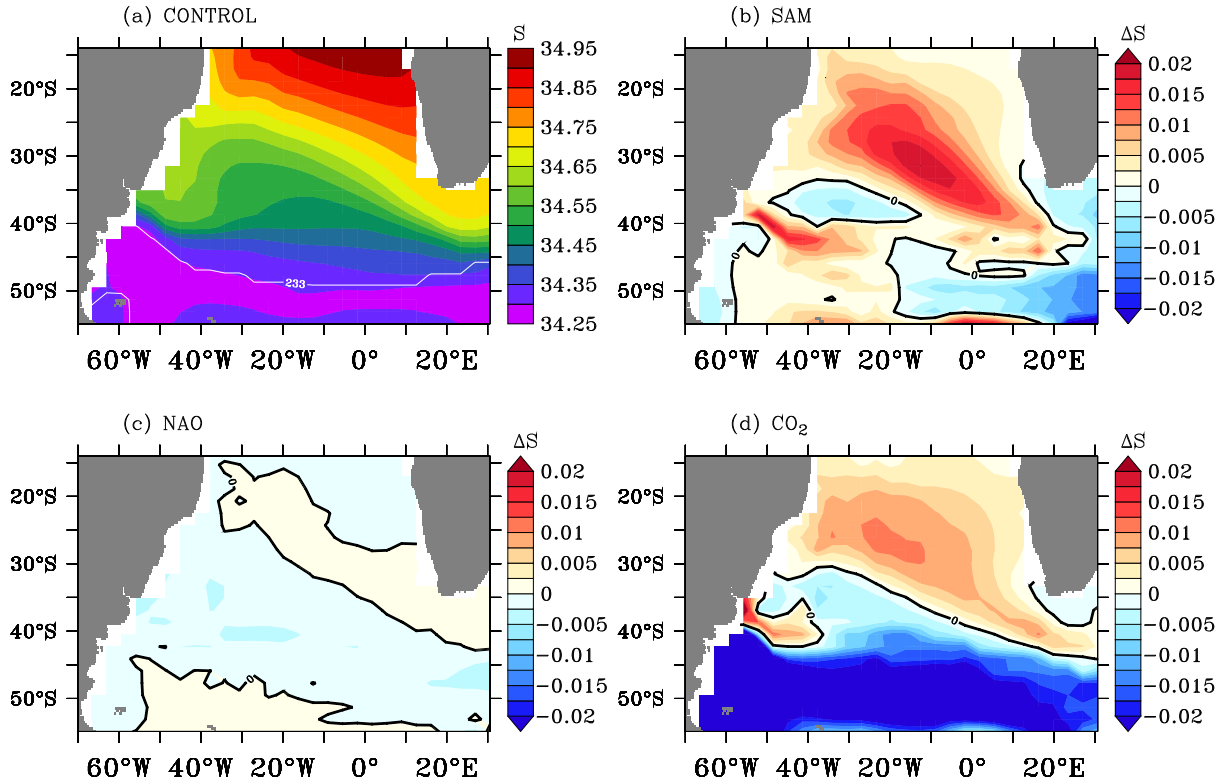 (a) CONTROL
S
34.95
34.85
34.75
34.65
34.55
34.45
34.35
34.25
20°S
30°S
40°S
50°S
233
60°W 40°W 20°W 0° 20°E
(b) SAM
ΔS
0.02
0.015
0.01
0.005
0
−0.005
−0.01
−0.015
−0.02
20°S
30°S
40°S
50°S
0
0
0
60°W 40°W 20°W 0° 20°E
(c) NAO
ΔS
0.02
0.015
0.01
0.005
0
−0.005
−0.01
−0.015
−0.02
20°S
30°S
40°S
50°S
0
0
0
60°W 40°W 20°W 0° 20°E
(d) CO₂
ΔS
0.02
0.015
0.01
0.005
0
−0.005
−0.01
−0.015
−0.02
20°S
30°S
40°S
50°S
0
0
60°W 40°W 20°W 0° 20°E